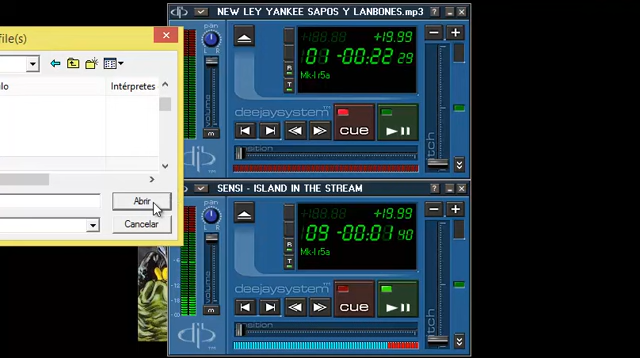 file(s)
lo
Intérpretes
Abrir
Cancelar
NEW LEY YANKEE SAPOS Y LANBONES.mp3
pan
L R
volume
m
+19.99
01 -00:22 29
Mk-I r5a
deejaysystem
cue
position
pitch
SENSI - ISLAND IN THE STREAM
pan
L R
volume
m
+19.99
09 -00:0 40
Mk-I r5a
deejaysystem
cue
position
pitch